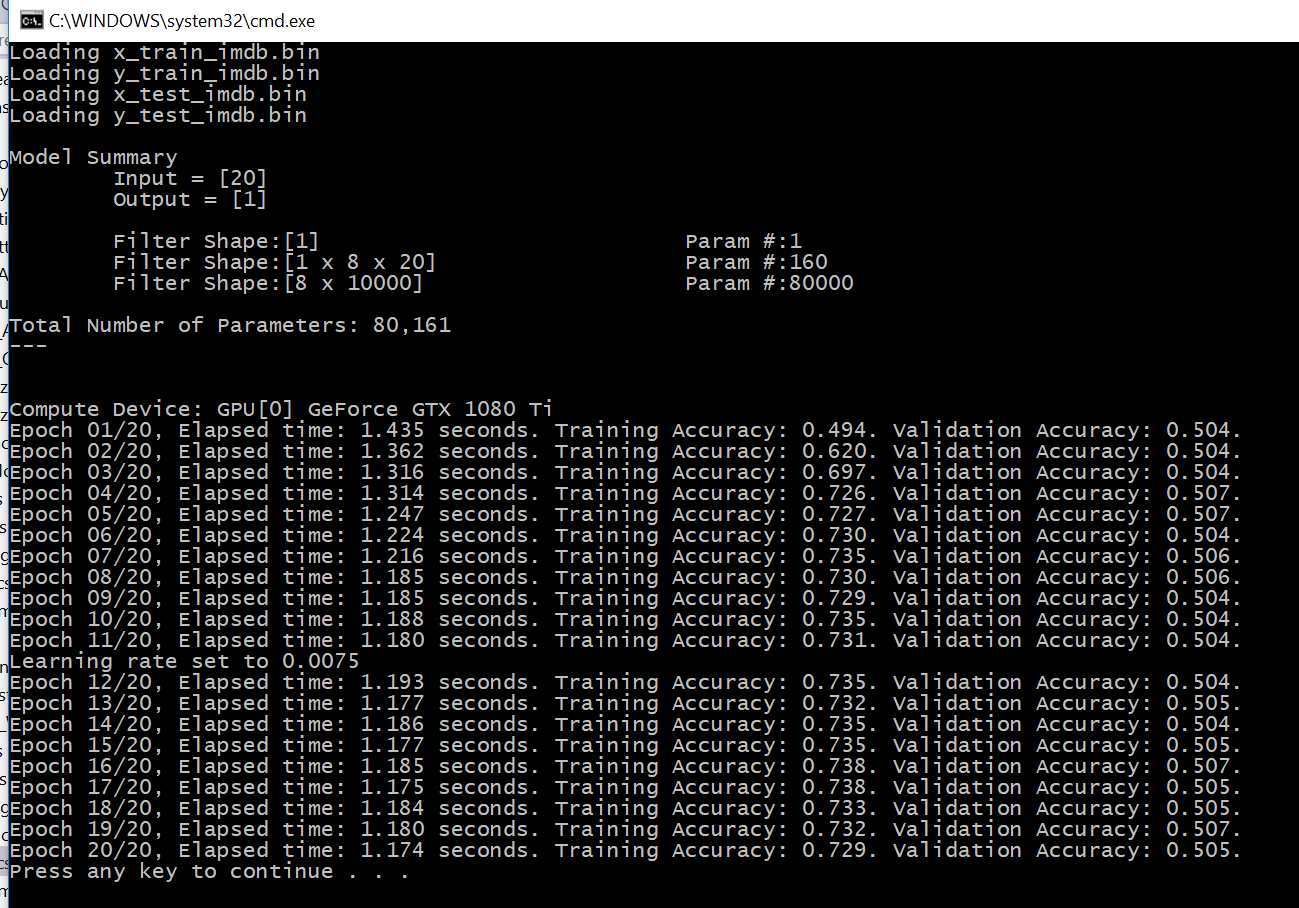 C:\WINDOWS\system32\cmd.exe
Loading x_train_imdb.bin
Loading y_train_imdb.bin
Loading x_test_imdb.bin
Loading y_test_imdb.bin
Model Summary
Input = [20]
Output = [1]
Filter Shape:[1] Param #:1
Filter Shape:[1 x 8 x 20] Param #:160
Filter Shape:[8 x 10000] Param #:80000
Total Number of Parameters: 80,161
---
Compute Device: GPU[0] GeForce GTX 1080 Ti
Epoch 01/20, Elapsed time: 1.435 seconds. Training Accuracy: 0.494. Validation Accuracy: 0.504.
Epoch 02/20, Elapsed time: 1.362 seconds. Training Accuracy: 0.620. Validation Accuracy: 0.504.
Epoch 03/20, Elapsed time: 1.316 seconds. Training Accuracy: 0.697. Validation Accuracy: 0.504.
Epoch 04/20, Elapsed time: 1.314 seconds. Training Accuracy: 0.726. Validation Accuracy: 0.507.
Epoch 05/20, Elapsed time: 1.247 seconds. Training Accuracy: 0.727. Validation Accuracy: 0.507.
Epoch 06/20, Elapsed time: 1.224 seconds. Training Accuracy: 0.730. Validation Accuracy: 0.504.
Epoch 07/20, Elapsed time: 1.216 seconds. Training Accuracy: 0.735. Validation Accuracy: 0.506.
Epoch 08/20, Elapsed time: 1.185 seconds. Training Accuracy: 0.730. Validation Accuracy: 0.506.
Epoch 09/20, Elapsed time: 1.185 seconds. Training Accuracy: 0.729. Validation Accuracy: 0.504.
Epoch 10/20, Elapsed time: 1.188 seconds. Training Accuracy: 0.735. Validation Accuracy: 0.504.
Epoch 11/20, Elapsed time: 1.180 seconds. Training Accuracy: 0.731. Validation Accuracy: 0.504.
Learning rate set to 0.0075
Epoch 12/20, Elapsed time: 1.193 seconds. Training Accuracy: 0.735. Validation Accuracy: 0.504.
Epoch 13/20, Elapsed time: 1.177 seconds. Training Accuracy: 0.732. Validation Accuracy: 0.505.
Epoch 14/20, Elapsed time: 1.186 seconds. Training Accuracy: 0.735. Validation Accuracy: 0.504.
Epoch 15/20, Elapsed time: 1.177 seconds. Training Accuracy: 0.735. Validation Accuracy: 0.505.
Epoch 16/20, Elapsed time: 1.185 seconds. Training Accuracy: 0.738. Validation Accuracy: 0.507.
Epoch 17/20, Elapsed time: 1.175 seconds. Training Accuracy: 0.738. Validation Accuracy: 0.505.
Epoch 18/20, Elapsed time: 1.184 seconds. Training Accuracy: 0.733. Validation Accuracy: 0.505.
Epoch 19/20, Elapsed time: 1.180 seconds. Training Accuracy: 0.732. Validation Accuracy: 0.507.
Epoch 20/20, Elapsed time: 1.174 seconds. Training Accuracy: 0.729. Validation Accuracy: 0.505.
Press any key to continue . . .